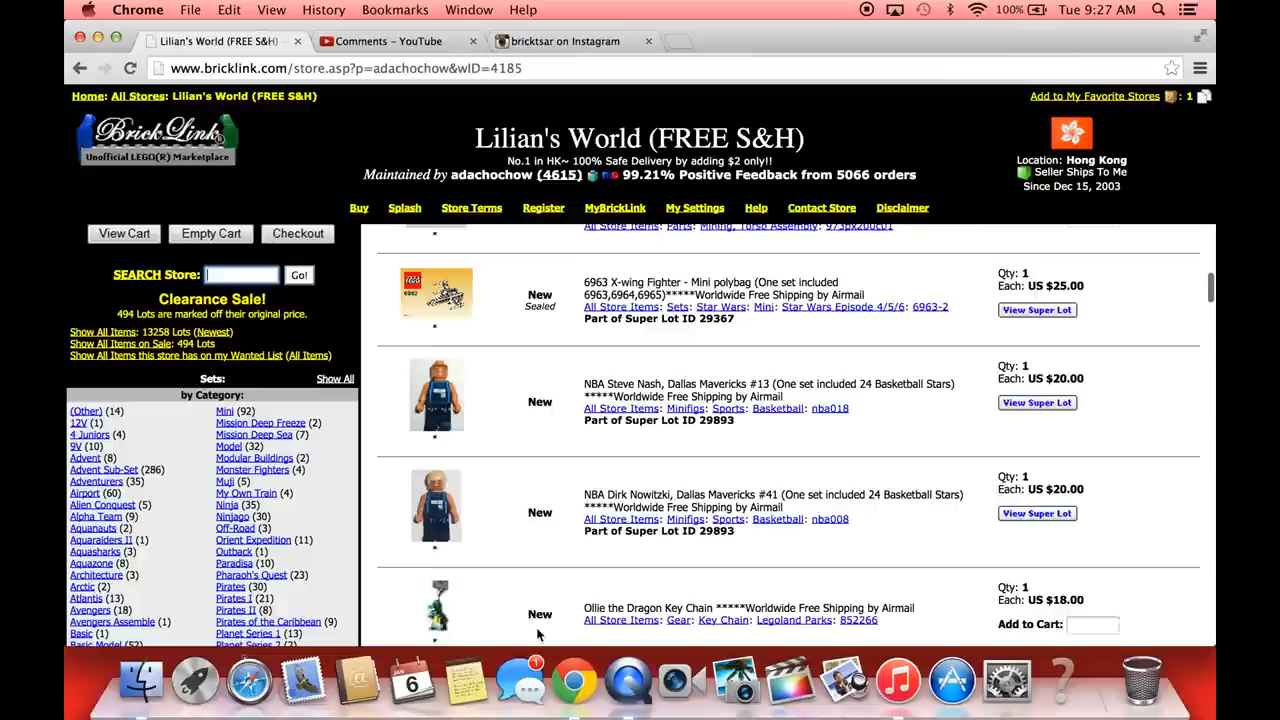 Chrome File Edit View History Bookmarks Window Help 100% Tue 9:27 AM
Lilian's World (FREE S&H) - Comments - YouTube bricktsar on Instagram
www.bricklink.com/store.asp?p=adachochow&wID=4185
Home: All Stores: Lilian's World (FREE S&H)
Add to My Favorite Stores : 1
BrickLink
Unofficial LEGO(R) Marketplace
Lilian's World (FREE S&H)
No.1 in HK~ 100% Safe Delivery by adding $2 only!!
Maintained by adachochow (4615) 99.21% Positive Feedback from 5066 orders
Location: Hong Kong
Seller Ships To Me
Since Dec 15, 2003
Buy Splash Store Terms Register MyBrickLink My Settings Help Contact Store Disclaimer
View Cart Empty Cart Checkout
SEARCH Store: Go!
Clearance Sale!
494 Lots are marked off their original price.
Show All Items: 13258 Lots (Newest)
Show All Items on Sale: 494 Lots
Show All Items this store has on my Wanted List (All Items)
Sets: Show All
by Category:
(Other) (14)
12V (1)
4 Juniors (4)
9V (10)
Advent (8)
Advent Sub-Set (286)
Adventurers (35)
Airport (60)
Alien Conquest (5)
Alpha Team (9)
Aquanauts (2)
Aquaraiders II (1)
Aquasharks (3)
Aquazone (8)
Architecture (3)
Arctic (2)
Atlantis (13)
Avengers (18)
Avengers Assemble (1)
Basic (1)
Basic Model (52)
Mini (92)
Mission Deep Freeze (2)
Mission Deep Sea (7)
Model (32)
Modular Buildings (2)
Monster Fighters (4)
Muji (5)
My Own Train (4)
Ninja (35)
Ninjago (30)
Off-Road (3)
Orient Expedition (11)
Outback (1)
Paradisa (10)
Pharaoh's Quest (23)
Pirates (30)
Pirates I (21)
Pirates II (8)
Pirates of the Caribbean (9)
Planet Series 1 (13)
Planet Series 2
*
All Store Items: Parts: Minifig, Torso Assembly: 973px200c01
*
New
Sealed
6963 X-wing Fighter - Mini polybag (One set included
6963,6964,6965)*****Worldwide Free Shipping by Airmail
All Store Items: Sets: Star Wars: Mini: Star Wars Episode 4/5/6: 6963-2
Part of Super Lot ID 29367
Qty: 1
Each: US $25.00
View Super Lot
*
New
NBA Steve Nash, Dallas Mavericks #13 (One set included 24 Basketball Stars)
*****Worldwide Free Shipping by Airmail
All Store Items: Minifigs: Sports: Basketball: nba018
Part of Super Lot ID 29893
Qty: 1
Each: US $20.00
View Super Lot
*
New
NBA Dirk Nowitzki, Dallas Mavericks #41 (One set included 24 Basketball Stars)
*****Worldwide Free Shipping by Airmail
All Store Items: Minifigs: Sports: Basketball: nba008
Part of Super Lot ID 29893
Qty: 1
Each: US $20.00
View Super Lot
*
New
Ollie the Dragon Key Chain *****Worldwide Free Shipping by Airmail
All Store Items: Gear: Key Chain: Legoland Parks: 852266
Qty: 1
Each: US $18.00
Add to Cart:
JAN
6
1